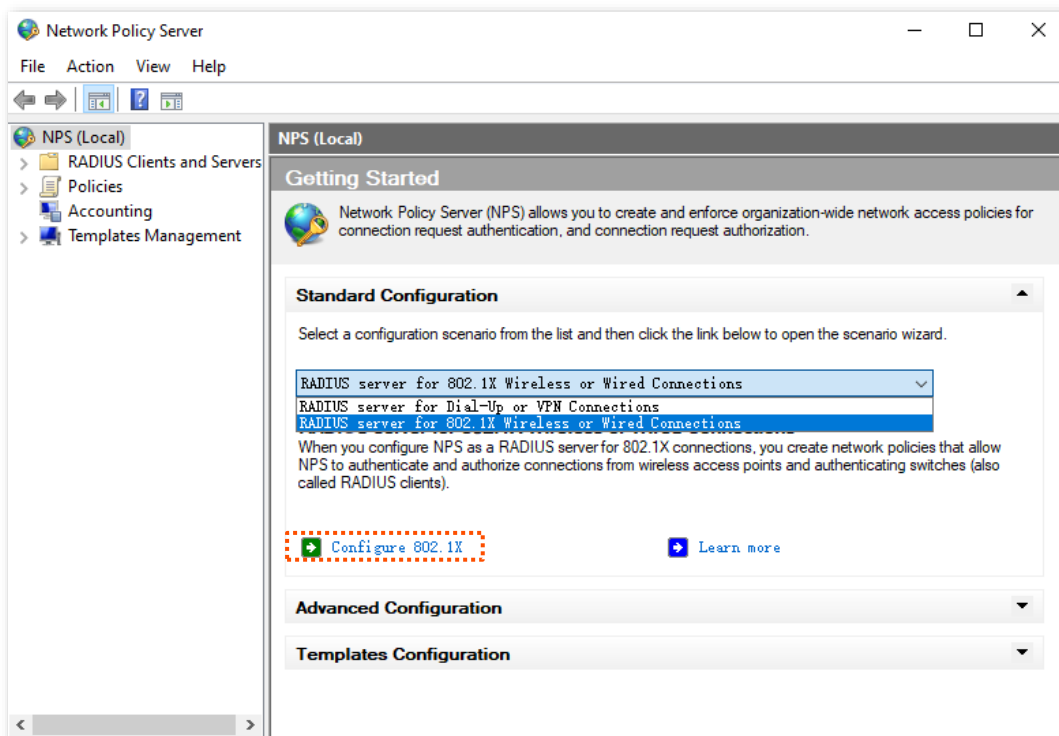 Network Policy Server
File Action View Help
NPS (Local)
RADIUS Clients and Servers
Policies
Accounting
Templates Management
NPS (Local)
Getting Started
Network Policy Server (NPS) allows you to create and enforce organization-wide network access policies for
connection request authentication, and connection request authorization.
Standard Configuration
Select a configuration scenario from the list and then click the link below to open the scenario wizard.
RADIUS server for 802.1X Wireless or Wired Connections
RADIUS server for Dial-Up or VPN Connections
RADIUS server for 802.1X Wireless or Wired Connections
When you configure NPS as a RADIUS server for 802.1X connections, you create network policies that allow
NPS to authenticate and authorize connections from wireless access points and authenticating switches (also
called RADIUS clients).
Configure 802.1X
Learn more
Advanced Configuration
Templates Configuration